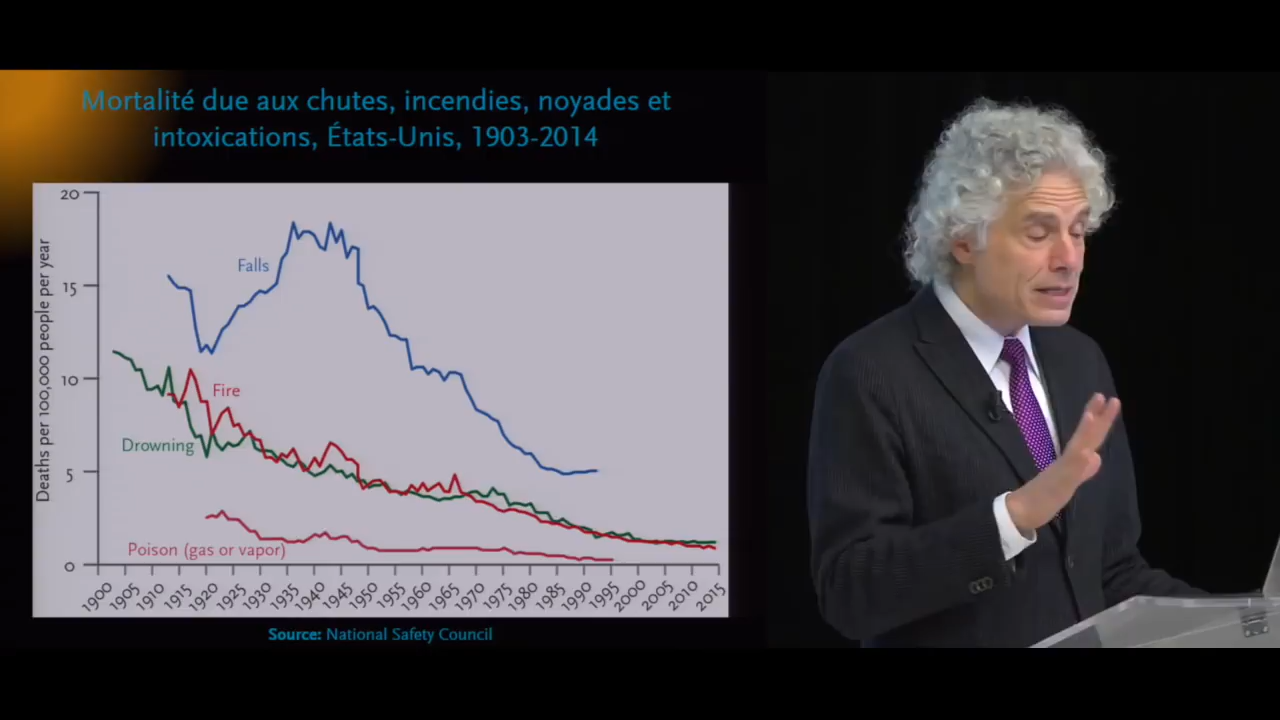 Mortalité due aux chutes, incendies, noyades et
intoxications, États-Unis, 1903-2014
Deaths per 100,000 people per year
20
15
10
5
0
Falls
Fire
Drowning
Poison (gas or vapor)
1900 1905 1910 1915 1920 1925 1930 1935 1940 1945 1950 1955 1960 1965 1970 1975 1980 1985 1990 1995 2000 2005 2010 2015
Source: National Safety Council